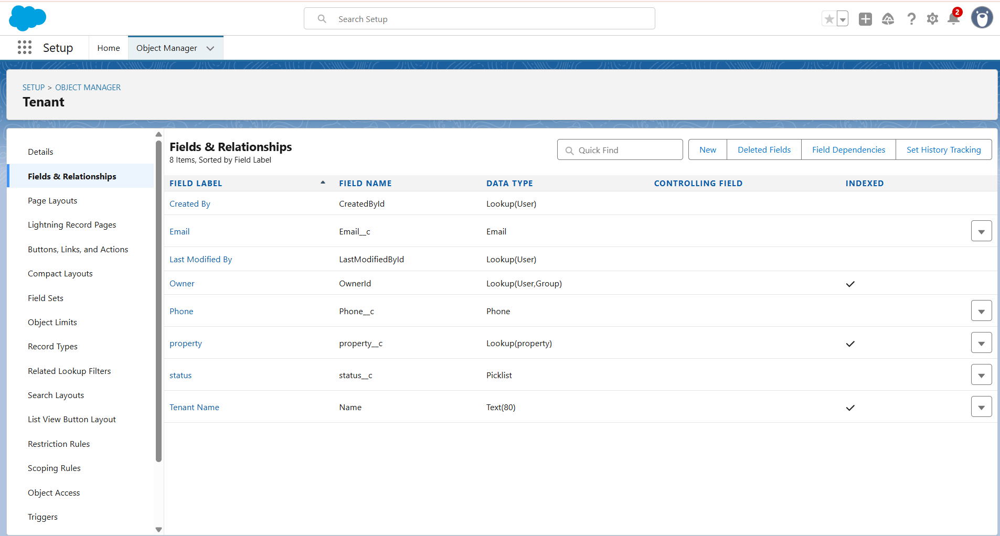 Search Setup
2
Setup
Home
Object Manager
SETUP > OBJECT MANAGER
Tenant
Details
Fields & Relationships
Page Layouts
Lightning Record Pages
Buttons, Links, and Actions
Compact Layouts
Field Sets
Object Limits
Record Types
Related Lookup Filters
Search Layouts
List View Button Layout
Restriction Rules
Scoping Rules
Object Access
Triggers
Fields & Relationships
8 Items, Sorted by Field Label
Quick Find
New
Deleted Fields
Field Dependencies
Set History Tracking
FIELD LABEL FIELD NAME DATA TYPE CONTROLLING FIELD INDEXED
Created By CreatedById Lookup(User)
Email Email__c Email
Last Modified By LastModifiedById Lookup(User)
Owner OwnerId Lookup(User,Group)
Phone Phone__c Phone
property property__c Lookup(property)
status status__c Picklist
Tenant Name Name Text(80)